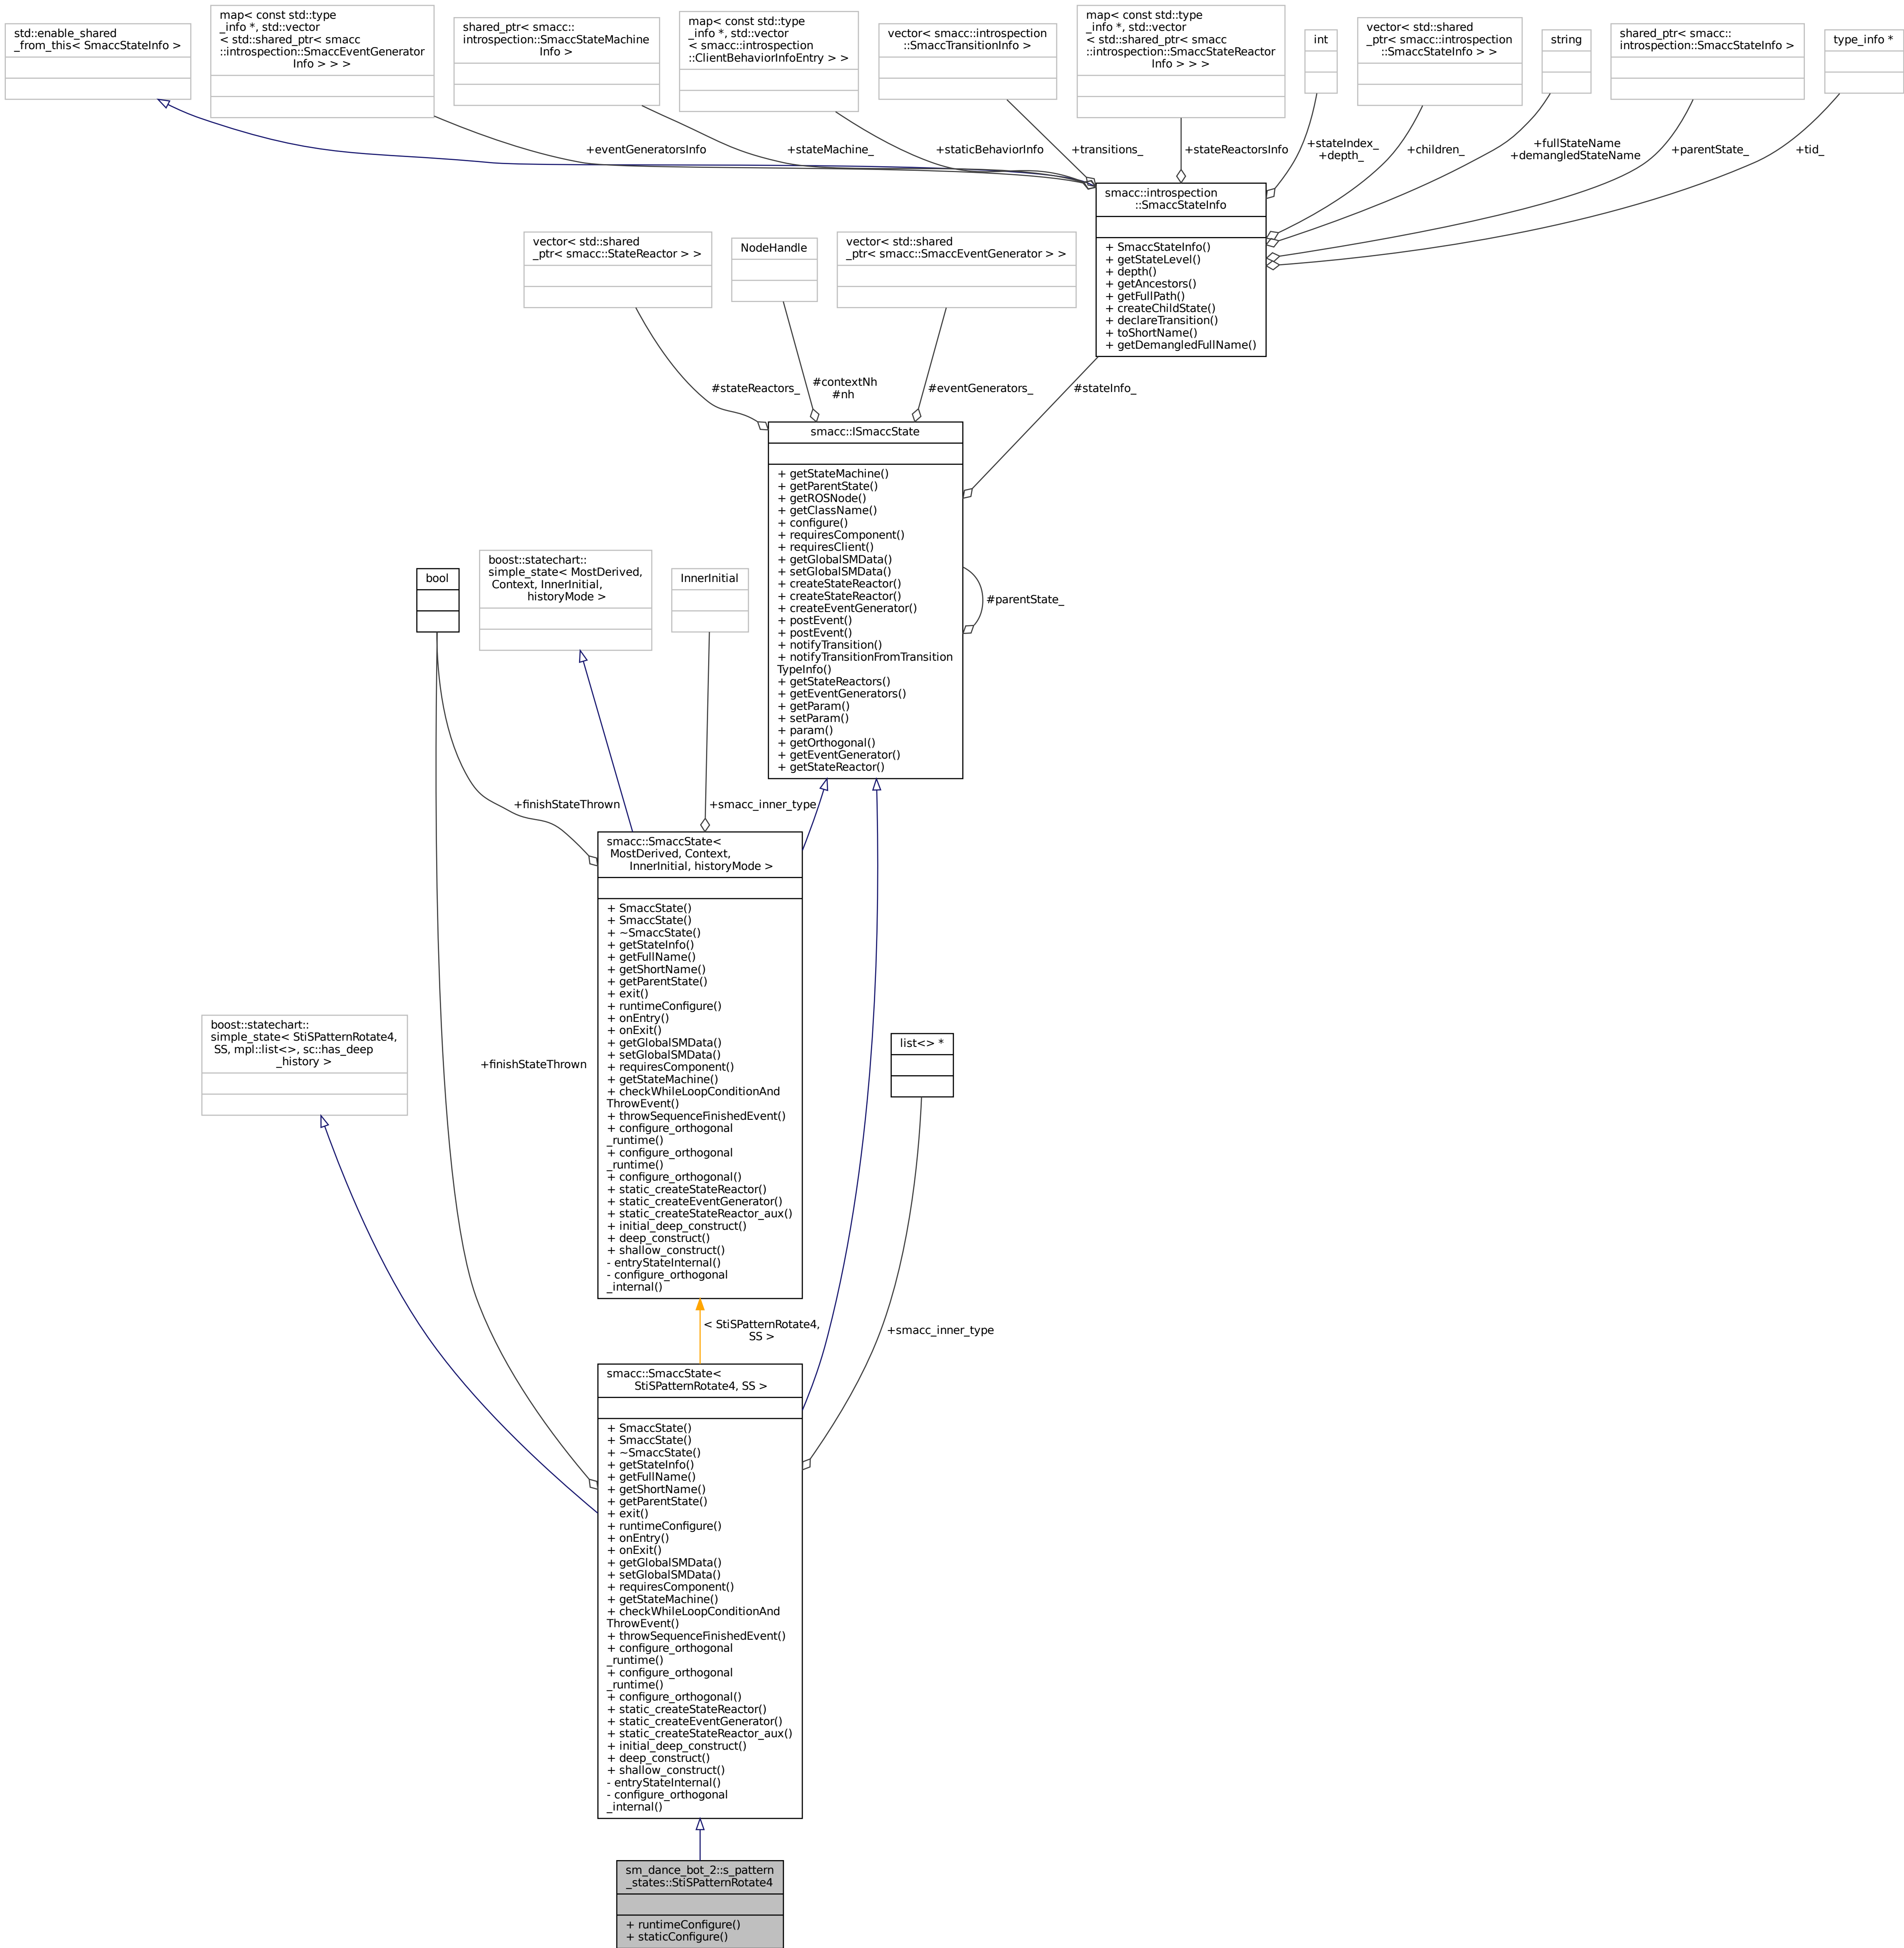 std::enable_shared
_from_this< SmaccStateInfo >
map< const std::type
_info *, std::vector
< std::shared_ptr< smacc
::introspection::SmaccEventGenerator
Info > > >
shared_ptr< smacc::
introspection::SmaccStateMachine
Info >
map< const std::type
_info *, std::vector
< smacc::introspection
::ClientBehaviorInfoEntry > >
vector< smacc::introspection
::SmaccTransitionInfo >
map< const std::type
_info *, std::vector
< std::shared_ptr< smacc
::introspection::SmaccStateReactor
Info > > >
int
vector< std::shared
_ptr< smacc::introspection
::SmaccStateInfo > >
string
shared_ptr< smacc::
introspection::SmaccStateInfo >
type_info *
+eventGeneratorsInfo
+stateMachine_
+staticBehaviorInfo
+transitions_
+stateReactorsInfo
+stateIndex_
+depth_
+children_
+fullStateName
+demangledStateName
+parentState_
+tid_
smacc::introspection
::SmaccStateInfo
+ SmaccStateInfo()
+ getStateLevel()
+ depth()
+ getAncestors()
+ getFullPath()
+ createChildState()
+ declareTransition()
+ toShortName()
+ getDemangledFullName()
vector< std::shared
_ptr< smacc::StateReactor > >
NodeHandle
vector< std::shared
_ptr< smacc::SmaccEventGenerator > >
#stateReactors_
#contextNh
#nh
#eventGenerators_
#stateInfo_
smacc::ISmaccState
+ getStateMachine()
+ getParentState()
+ getROSNode()
+ getClassName()
+ configure()
+ requiresComponent()
+ requiresClient()
+ getGlobalSMData()
+ setGlobalSMData()
+ createStateReactor()
+ createStateReactor()
+ createEventGenerator()
+ postEvent()
+ postEvent()
+ notifyTransition()
+ notifyTransitionFromTransition
TypeInfo()
+ getStateReactors()
+ getEventGenerators()
+ getParam()
+ setParam()
+ param()
+ getOrthogonal()
+ getEventGenerator()
+ getStateReactor()
#parentState_
bool
boost::statechart::
simple_state< MostDerived,
Context, InnerInitial,
historyMode >
InnerInitial
+finishStateThrown
+smacc_inner_type
smacc::SmaccState<
MostDerived, Context,
InnerInitial, historyMode >
+ SmaccState()
+ SmaccState()
+ ~SmaccState()
+ getStateInfo()
+ getFullName()
+ getShortName()
+ getParentState()
+ exit()
+ runtimeConfigure()
+ onEntry()
+ onExit()
+ getGlobalSMData()
+ setGlobalSMData()
+ requiresComponent()
+ getStateMachine()
+ checkWhileLoopConditionAnd
ThrowEvent()
+ throwSequenceFinishedEvent()
+ configure_orthogonal
_runtime()
+ configure_orthogonal
_runtime()
+ configure_orthogonal()
+ static_createStateReactor()
+ static_createEventGenerator()
+ static_createStateReactor_aux()
+ initial_deep_construct()
+ deep_construct()
+ shallow_construct()
- entryStateInternal()
- configure_orthogonal
_internal()
boost::statechart::
simple_state< StiSPatternRotate4,
SS, mpl::list<>, sc::has_deep
_history >
+finishStateThrown
list<> *
< StiSPatternRotate4,
SS >
+smacc_inner_type
smacc::SmaccState<
StiSPatternRotate4, SS >
+ SmaccState()
+ SmaccState()
+ ~SmaccState()
+ getStateInfo()
+ getFullName()
+ getShortName()
+ getParentState()
+ exit()
+ runtimeConfigure()
+ onEntry()
+ onExit()
+ getGlobalSMData()
+ setGlobalSMData()
+ requiresComponent()
+ getStateMachine()
+ checkWhileLoopConditionAnd
ThrowEvent()
+ throwSequenceFinishedEvent()
+ configure_orthogonal
_runtime()
+ configure_orthogonal
_runtime()
+ configure_orthogonal()
+ static_createStateReactor()
+ static_createEventGenerator()
+ static_createStateReactor_aux()
+ initial_deep_construct()
+ deep_construct()
+ shallow_construct()
- entryStateInternal()
- configure_orthogonal
_internal()
sm_dance_bot_2::s_pattern
_states::StiSPatternRotate4
+ runtimeConfigure()
+ staticConfigure()